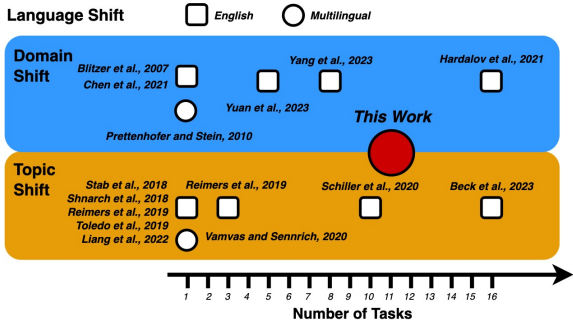 Language Shift English Multilingual
Domain
Shift
Blitzer et al., 2007
Chen et al., 2021
Yang et al., 2023
Hardalov et al., 2021
Yuan et al., 2023
This Work
Prettenhofer and Stein, 2010
Topic
Shift
Stab et al., 2018
Shnarch et al., 2018
Reimers et al., 2019
Toledo et al., 2019
Liang et al., 2022
Reimers et al., 2019
Schiller et al., 2020
Beck et al., 2023
Vamvas and Sennrich, 2020
1 2 3 4 5 6 7 8 9 10 11 12 13 14 15 16
Number of Tasks